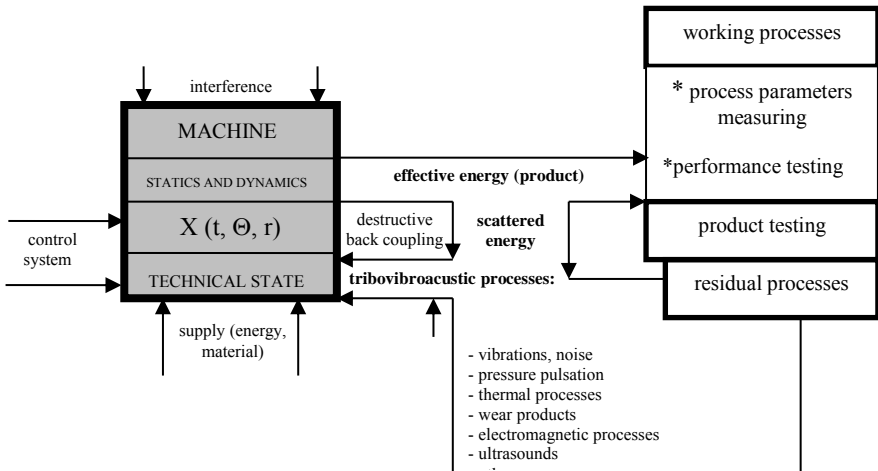 working processes
interference
* process parameters
measuring
MACHINE
*performance testing
effective energy (product)
STATICS AND DYNAMICS
X (t, Θ, r)
destructive
back coupling
scattered
energy
product testing
control
system
TECHNICAL STATE
tribovibroacustic processes:
residual processes
supply (energy,
material)
- vibrations, noise
- pressure pulsation
- thermal processes
- wear products
- electromagnetic processes
- ultrasounds